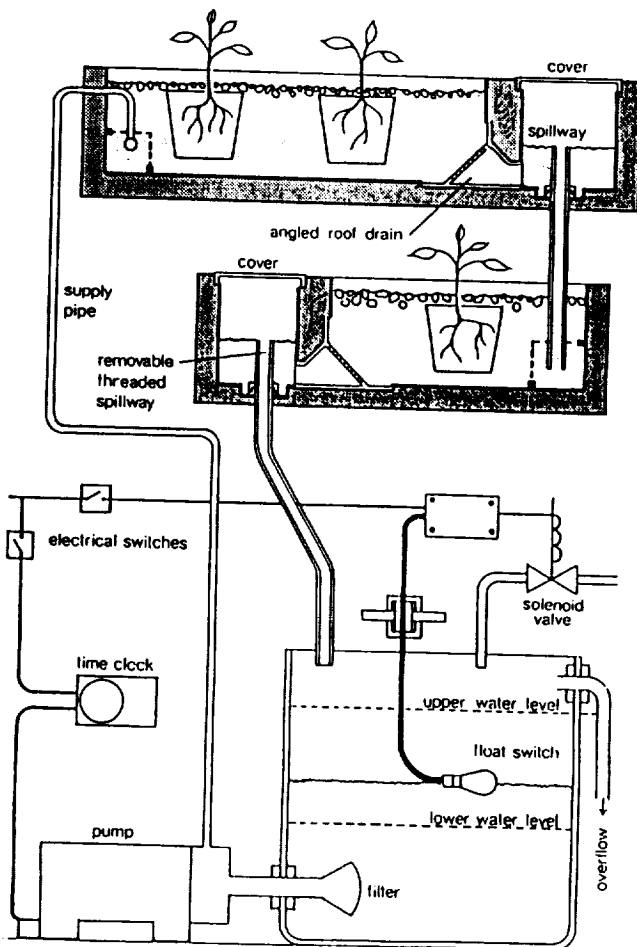 cover
spillway
angled roof drain
cover
supply
pipe
removable
threaded
spillway
electrical switches
solenoid
valve
time clock
upper water level
float switch
lower water level
pump
filter
overflow